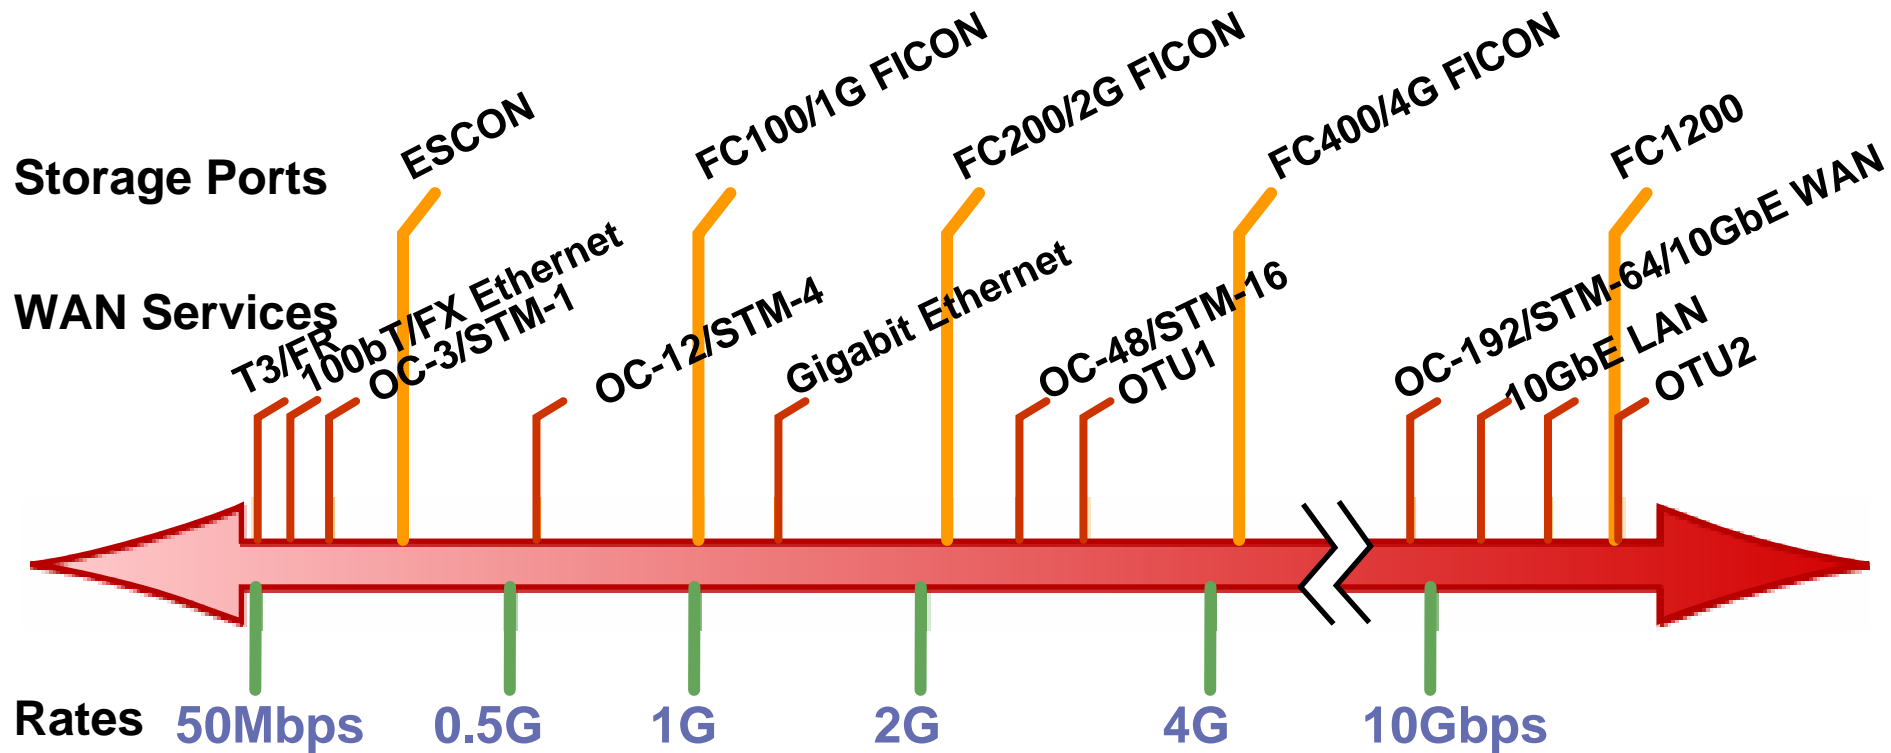 Storage Ports
ESCON
FC100/1G FICON
FC200/2G FICON
FC400/4G FICON
FC1200
WAN Services
T3/FR
100bT/FX Ethernet
OC-3/STM-1
OC-12/STM-4
Gigabit Ethernet
OC-48/STM-16
OTU1
OC-192/STM-64/10GbE WAN
10GbE LAN
OTU2
Rates
50Mbps
0.5G
1G
2G
4G
10Gbps